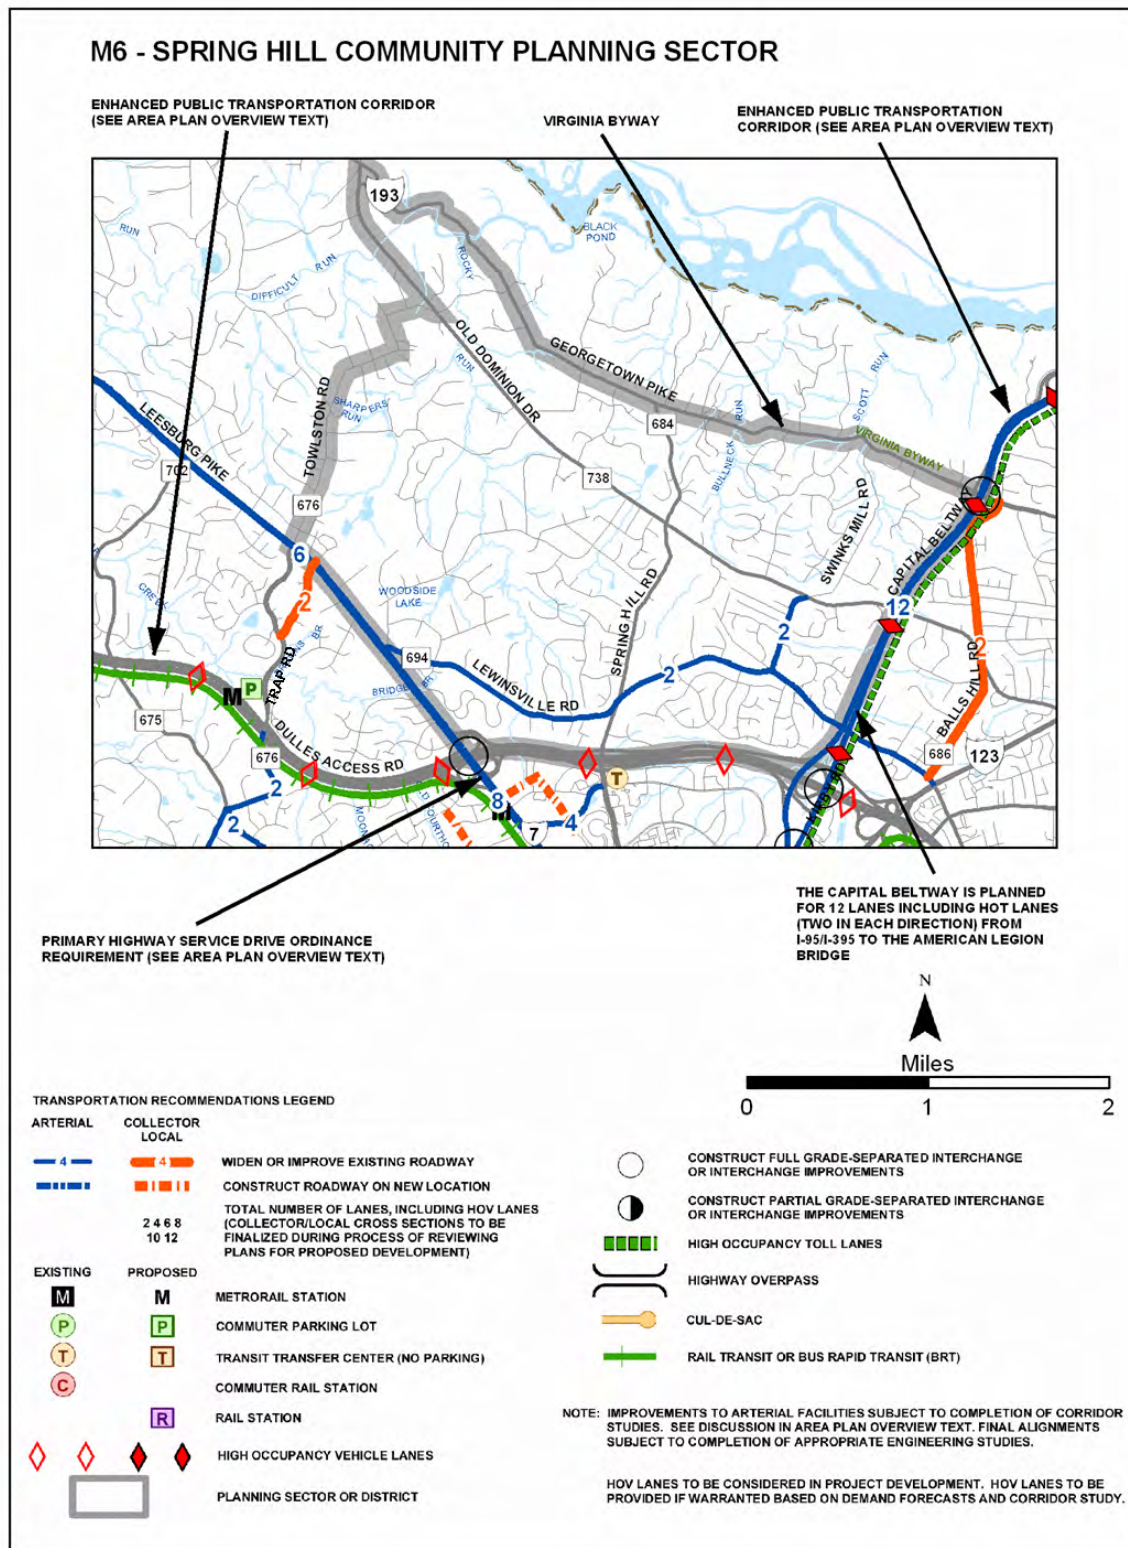 M6 - SPRING HILL COMMUNITY PLANNING SECTOR
ENHANCED PUBLIC TRANSPORTATION CORRIDOR
(SEE AREA PLAN OVERVIEW TEXT)
VIRGINIA BYWAY
ENHANCED PUBLIC TRANSPORTATION
CORRIDOR (SEE AREA PLAN OVERVIEW TEXT)
193
BLACK
POND
RUN
DIFFICULT RUN
ROCKY
RUN
OLD DOMINION DR
GEORGETOWN PIKE
SCOTT RUN
BULLNECK RUN
VIRGINIA BYWAY
LEESBURG PIKE
TOWLSTON RD
SHARPERS
RUN
684
702
738
676
SWINKS MILL RD
CAPITAL BELTWAY
6
2
12
WOODSIDE
LAKE
SPRING HILL RD
2
2
CREEK
BR
TRAP RD
694
LEWINSVILLE RD
2
2
BALLS HILL RD
BRIDGE BR
M
P
675
676
DULLES ACCESS RD
686
123
T
2
2
8
M
7
4
THE CAPITAL BELTWAY IS PLANNED
FOR 12 LANES INCLUDING HOT LANES
(TWO IN EACH DIRECTION) FROM
I-95/I-395 TO THE AMERICAN LEGION
BRIDGE
PRIMARY HIGHWAY SERVICE DRIVE ORDINANCE
REQUIREMENT (SEE AREA PLAN OVERVIEW TEXT)
N
Miles
0 1 2
TRANSPORTATION RECOMMENDATIONS LEGEND
ARTERIAL COLLECTOR
LOCAL
4 4 WIDEN OR IMPROVE EXISTING ROADWAY
CONSTRUCT ROADWAY ON NEW LOCATION
2 4 6 8
10 12
TOTAL NUMBER OF LANES, INCLUDING HOV LANES
(COLLECTOR/LOCAL CROSS SECTIONS TO BE
FINALIZED DURING PROCESS OF REVIEWING
PLANS FOR PROPOSED DEVELOPMENT)
EXISTING PROPOSED
M M METRORAIL STATION
P P COMMUTER PARKING LOT
T T TRANSIT TRANSFER CENTER (NO PARKING)
C COMMUTER RAIL STATION
R RAIL STATION
HIGH OCCUPANCY VEHICLE LANES
PLANNING SECTOR OR DISTRICT
CONSTRUCT FULL GRADE-SEPARATED INTERCHANGE
OR INTERCHANGE IMPROVEMENTS
CONSTRUCT PARTIAL GRADE-SEPARATED INTERCHANGE
OR INTERCHANGE IMPROVEMENTS
HIGH OCCUPANCY TOLL LANES
HIGHWAY OVERPASS
CUL-DE-SAC
RAIL TRANSIT OR BUS RAPID TRANSIT (BRT)
NOTE: IMPROVEMENTS TO ARTERIAL FACILITIES SUBJECT TO COMPLETION OF CORRIDOR
STUDIES. SEE DISCUSSION IN AREA PLAN OVERVIEW TEXT. FINAL ALIGNMENTS
SUBJECT TO COMPLETION OF APPROPRIATE ENGINEERING STUDIES.
HOV LANES TO BE CONSIDERED IN PROJECT DEVELOPMENT. HOV LANES TO BE
PROVIDED IF WARRANTED BASED ON DEMAND FORECASTS AND CORRIDOR STUDY.